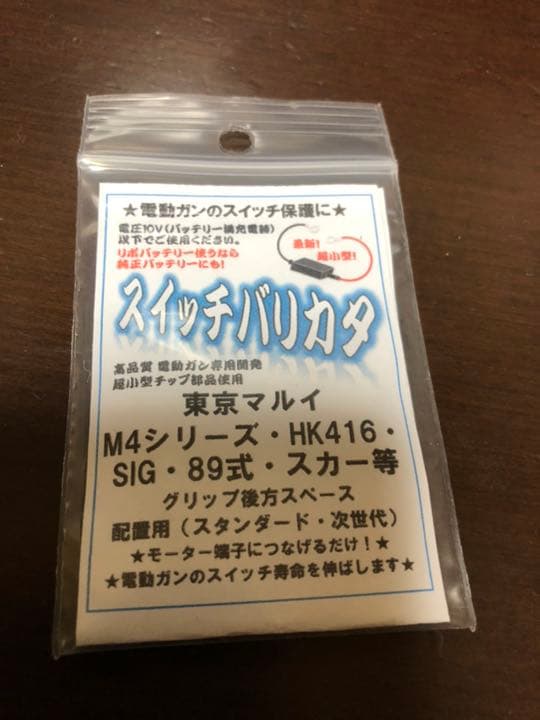 ★電動ガンのスイッチ保護に★
電圧10V(バッテリー満充電時)
以下でご使用ください。
リポバッテリー使うなら
純正バッテリーにも!
最新!
超小型!
スイッチバリカタ
高品質 電動ガン専用開発
超小型チップ部品使用
東京マルイ
M4シリーズ・HK416・
SIG・89式・スカー等
グリップ後方スペース
配置用(スタンダード・次世代)
★モーター端子につなげるだけ!★
★電動ガンのスイッチ寿命を伸ばします★